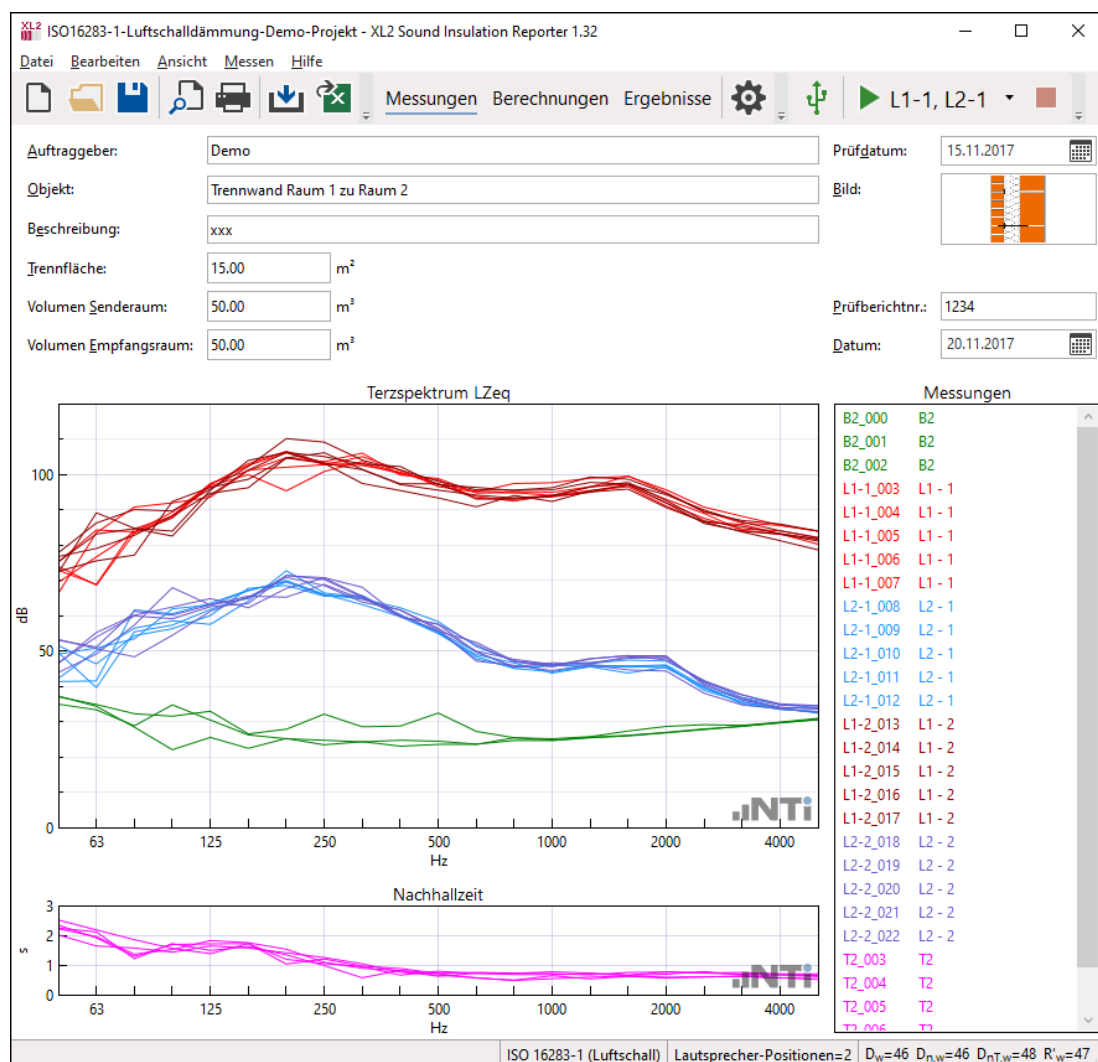 XL2 ISO16283-1-Luftschalldämmung-Demo-Projekt - XL2 Sound Insulation Reporter 1.32
Datei Bearbeiten Ansicht Messen Hilfe
Messungen Berechnungen Ergebnisse L1-1, L2-1
Auftraggeber: Demo Prüfdatum: 15.11.2017
Objekt: Trennwand Raum 1 zu Raum 2 Bild:
Beschreibung: xxx
Trennfläche: 15.00 m²
Volumen Senderaum: 50.00 m³ Prüfberichtnr.: 1234
Volumen Empfangsraum: 50.00 m³ Datum: 20.11.2017
Terzspektrum LZeq
100
50
0
dB
63 125 250 500 1000 2000 4000
Hz
NTi
Nachhallzeit
3
2
1
0
s
63 125 250 500 1000 2000 4000
Hz
NTi
Messungen
B2_000 B2
B2_001 B2
B2_002 B2
L1-1_003 L1 - 1
L1-1_004 L1 - 1
L1-1_005 L1 - 1
L1-1_006 L1 - 1
L1-1_007 L1 - 1
L2-1_008 L2 - 1
L2-1_009 L2 - 1
L2-1_010 L2 - 1
L2-1_011 L2 - 1
L2-1_012 L2 - 1
L1-2_013 L1 - 2
L1-2_014 L1 - 2
L1-2_015 L1 - 2
L1-2_016 L1 - 2
L1-2_017 L1 - 2
L2-2_018 L2 - 2
L2-2_019 L2 - 2
L2-2_020 L2 - 2
L2-2_021 L2 - 2
L2-2_022 L2 - 2
T2_003 T2
T2_004 T2
T2_005 T2
T2_006 T2
ISO 16283-1 (Luftschall) Lautsprecher-Positionen=2 Dw=46 Dn,w=46 DnT,w=48 R'w=47